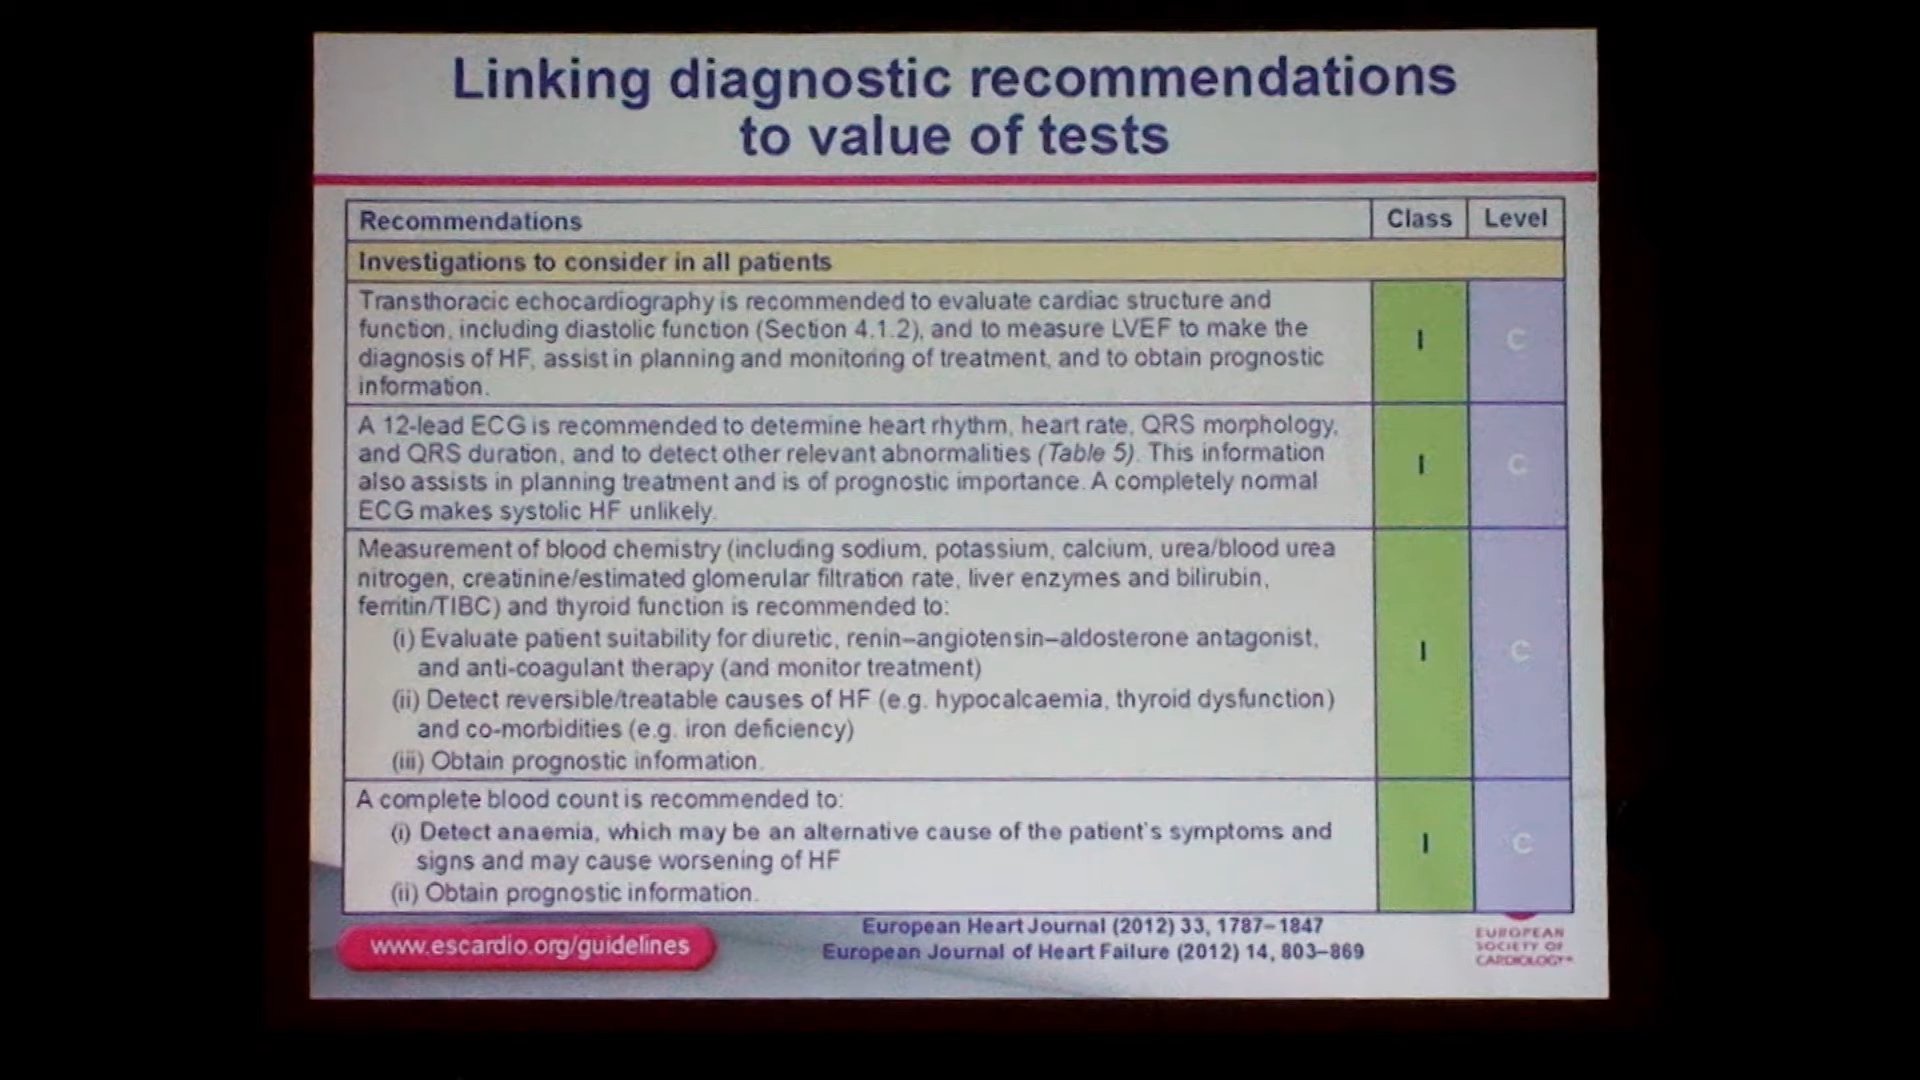 Linking diagnostic recommendations
to value of tests
Recommendations Class Level
Investigations to consider in all patients
Transthoracic echocardiography is recommended to evaluate cardiac structure and
function, including diastolic function (Section 4.1.2), and to measure LVEF to make the
diagnosis of HF, assist in planning and monitoring of treatment, and to obtain prognostic
information.
I C
A 12-lead ECG is recommended to determine heart rhythm, heart rate, QRS morphology,
and QRS duration, and to detect other relevant abnormalities (Table 5). This information
also assists in planning treatment and is of prognostic importance. A completely normal
ECG makes systolic HF unlikely.
I C
Measurement of blood chemistry (including sodium, potassium, calcium, urea/blood urea
nitrogen, creatinine/estimated glomerular filtration rate, liver enzymes and bilirubin,
ferritin/TIBC) and thyroid function is recommended to:
(i) Evaluate patient suitability for diuretic, renin–angiotensin–aldosterone antagonist,
and anti-coagulant therapy (and monitor treatment)
(ii) Detect reversible/treatable causes of HF (e.g. hypocalcaemia, thyroid dysfunction)
and co-morbidities (e.g. iron deficiency)
(iii) Obtain prognostic information.
I C
A complete blood count is recommended to:
(i) Detect anaemia, which may be an alternative cause of the patient's symptoms and
signs and may cause worsening of HF
(ii) Obtain prognostic information.
I C
www.escardio.org/guidelines
European Heart Journal (2012) 33, 1787–1847
European Journal of Heart Failure (2012) 14, 803–869
EUROPEAN
SOCIETY OF
CARDIOLOGY®